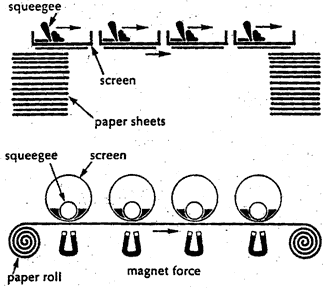 squeegee
screen
paper sheets
squeegee
screen
paper roll
magnet force